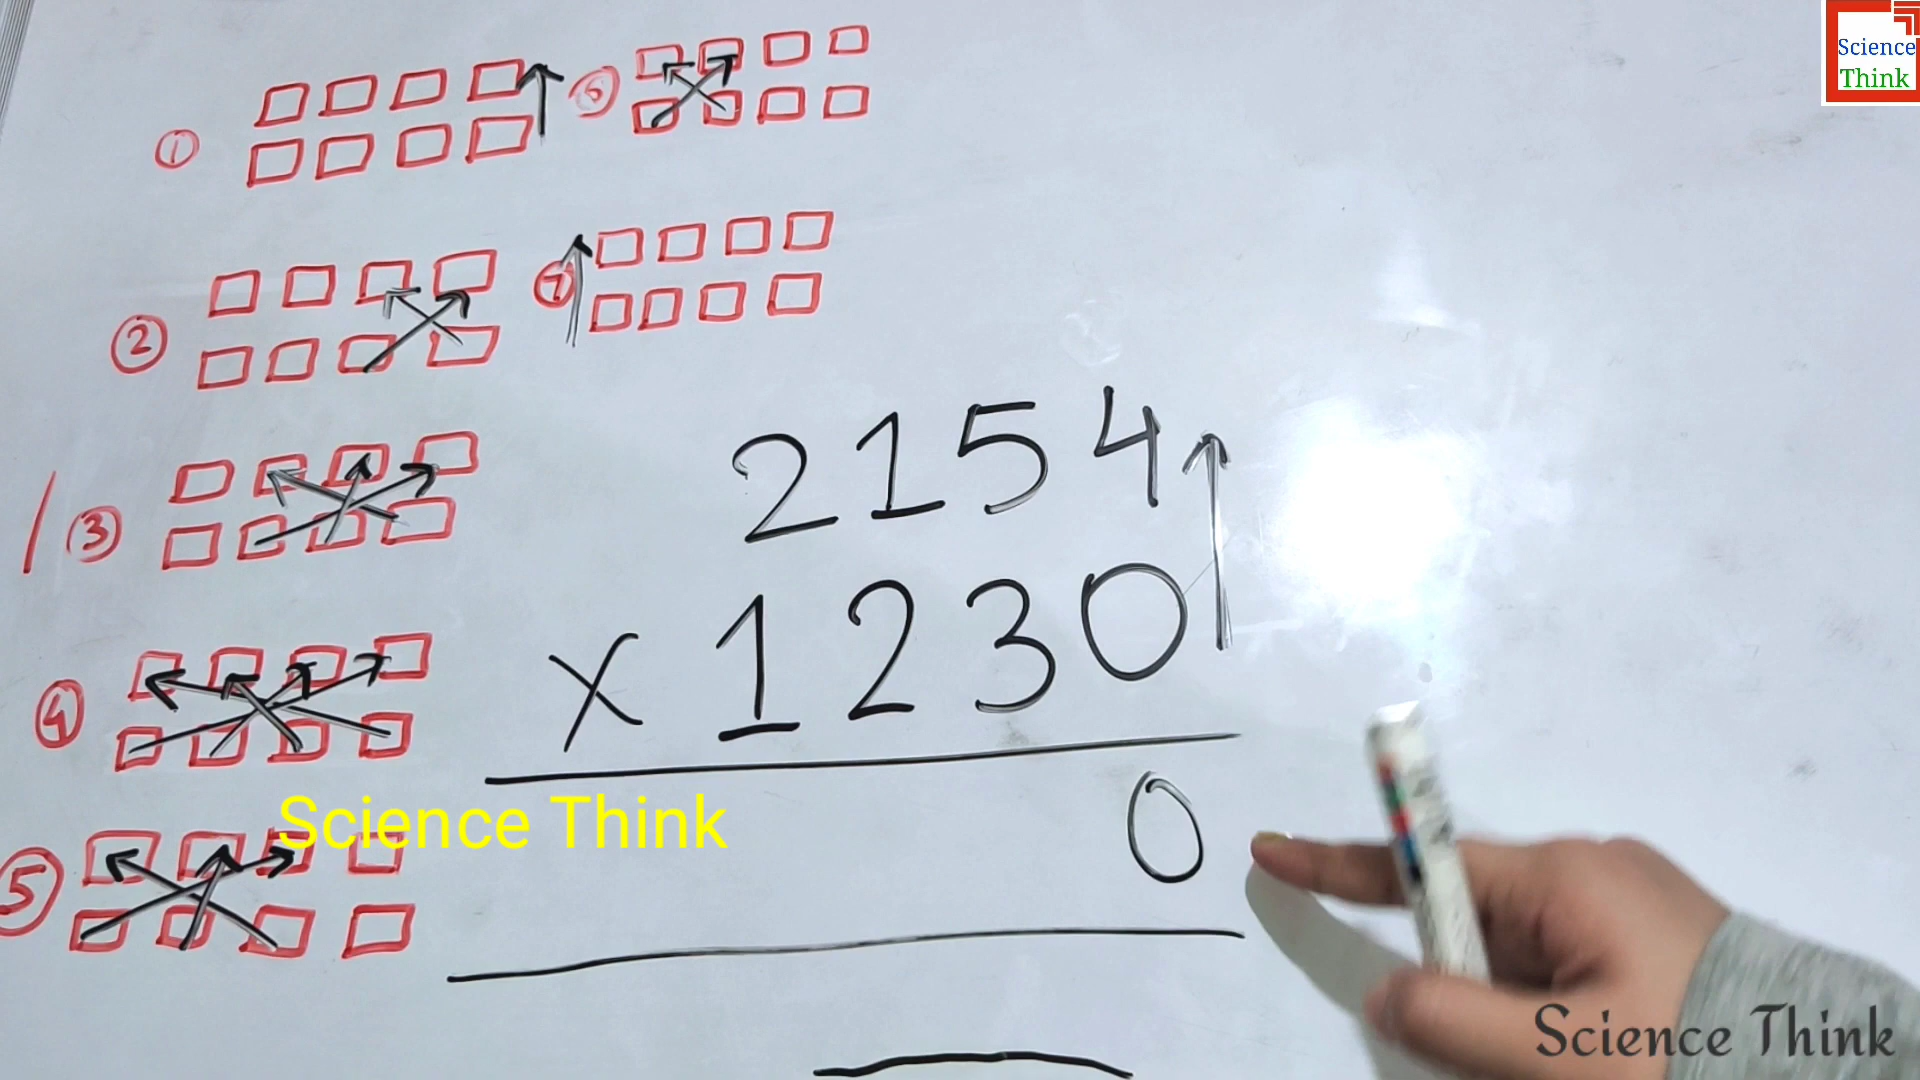 Science
Think
①
⑥
②
⑦
③
④
⑤
2154
x 1230
0
Science Think
Science Think